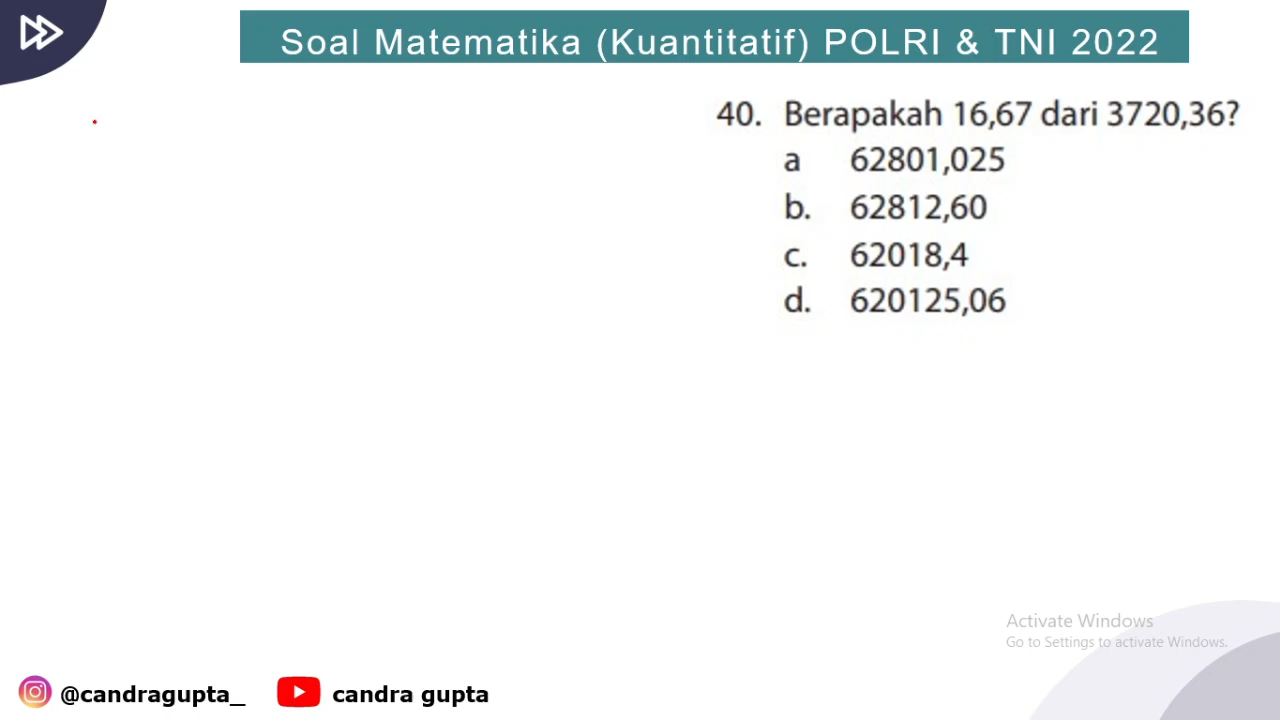 Soal Matematika (Kuantitatif) POLRI & TNI 2022
40. Berapakah 16,67 dari 3720,36?
a 62801,025
b. 62812,60
c. 62018,4
d. 620125,06
Activate Windows
Go to Settings to activate Windows.
@candragupta_ candra gupta